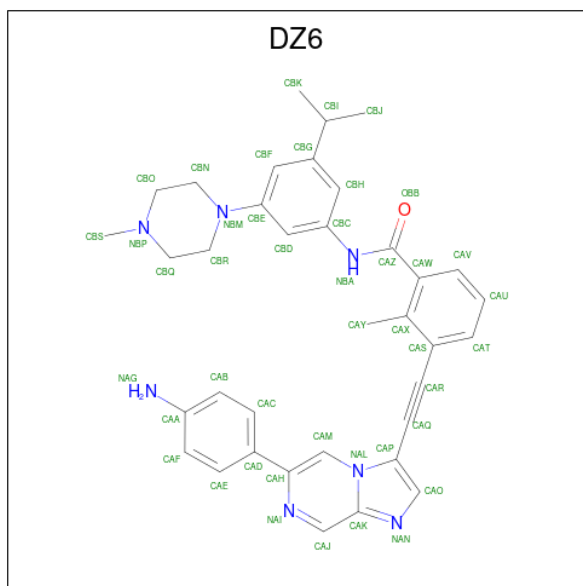 DZ6
CBK
CBI
CBJ
CBG
CBF
CBH
CBN
CBO
OBB
N
NBM
CBE
CBC
O
CBS
N
NBP
CBD
CAZ
CAW
CAV
CBQ
CBR
N
H
NBA
CAU
CAY
CAX
CAS
CAT
NAG
CAB
CAR
H₂N
CAC
CAQ
CAA
CAM
NAL
CAP
CAF
CAD
N
CAH
CAO
CAE
NAI
N
CAK
N
NAN
CAJ